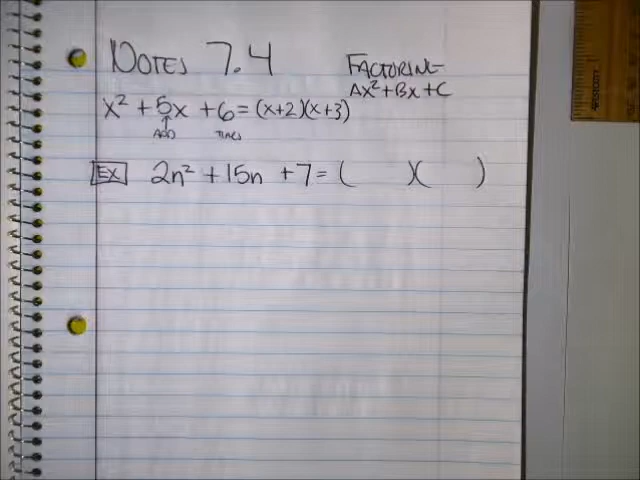 NOTES 7.4
FACTORING
AX² + BX + C
x² + 5x + 6 = (x+2)(x+3)
ADD TIMES
EX 2n² + 15n + 7 = ( )( )